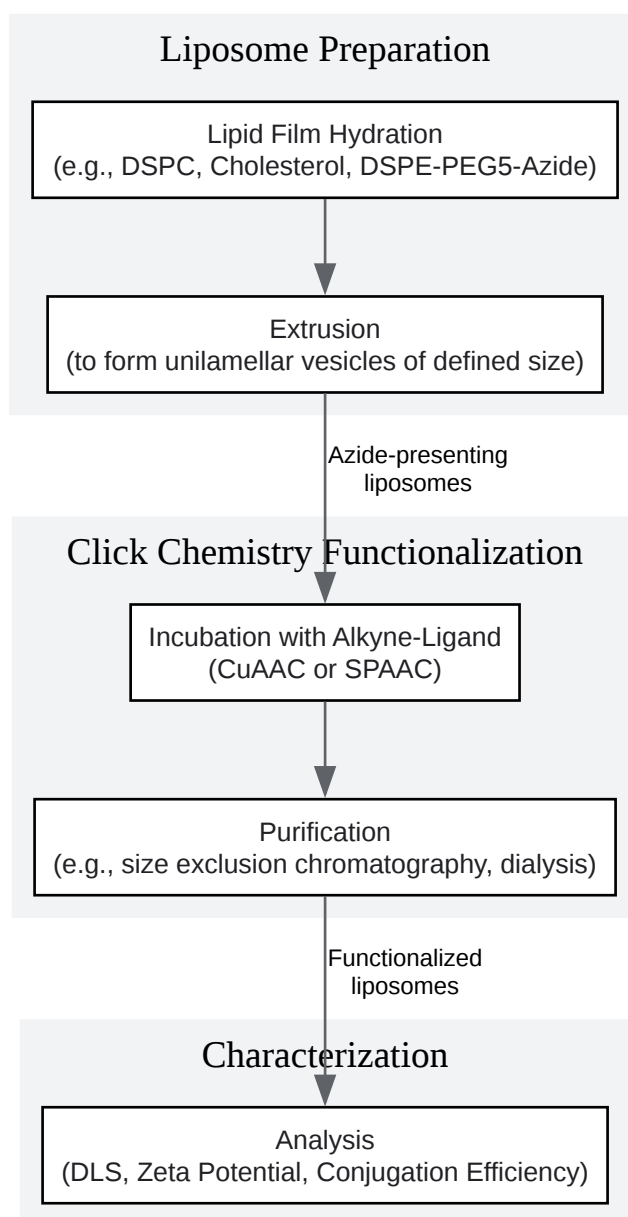 Liposome Preparation
Lipid Film Hydration
(e.g., DSPC, Cholesterol, DSPE-PEG5-Azide)
Extrusion
(to form unilamellar vesicles of defined size)
Azide-presenting
liposomes
Click Chemistry Functionalization
Incubation with Alkyne-Ligand
(CuAAC or SPAAC)
Purification
(e.g., size exclusion chromatography, dialysis)
Functionalized
liposomes
Characterization
Analysis
(DLS, Zeta Potential, Conjugation Efficiency)